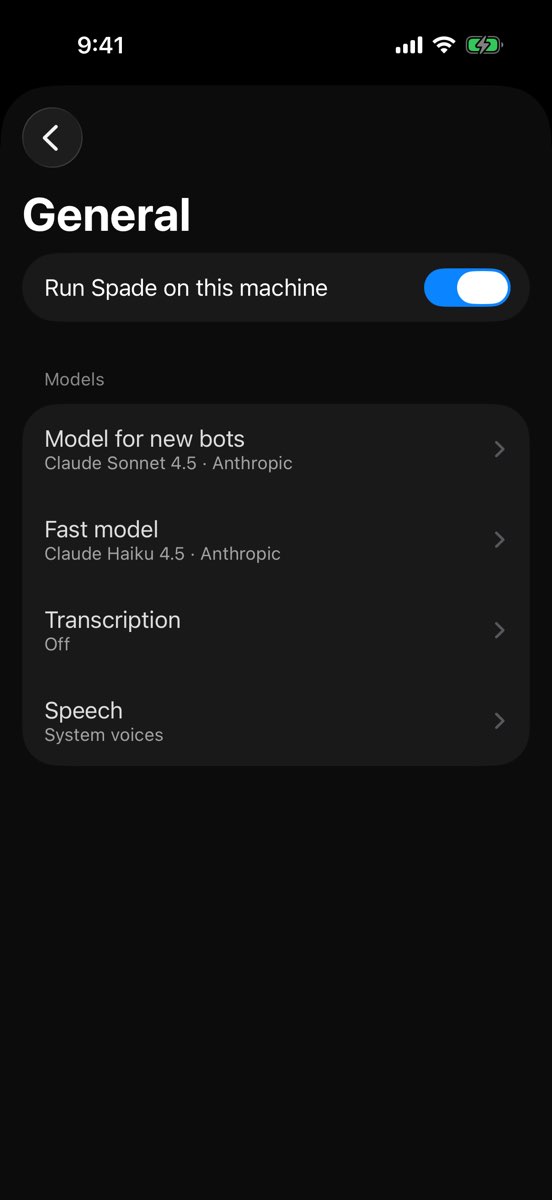 9:41
General
Run Spade on this machine
Models
Model for new bots
Claude Sonnet 4.5 · Anthropic
Fast model
Claude Haiku 4.5 · Anthropic
Transcription
Off
Speech
System voices